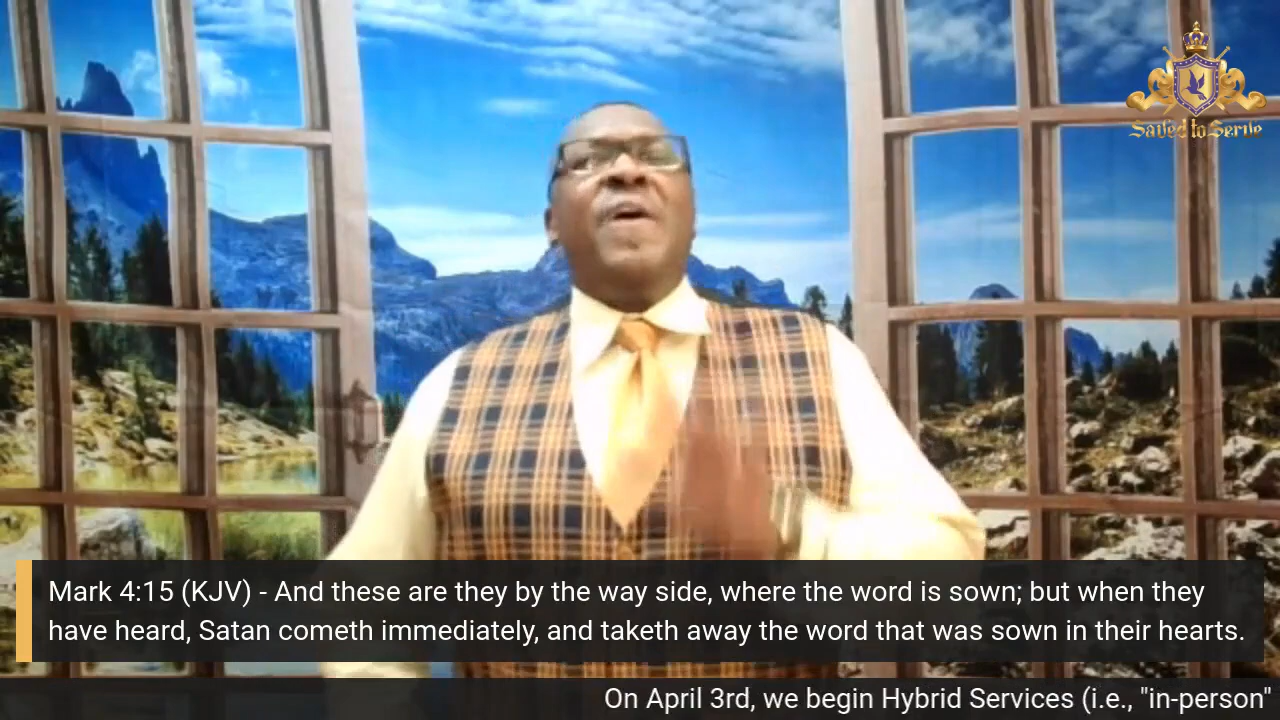 Saved to Serve
Mark 4:15 (KJV) - And these are they by the way side, where the word is sown; but when they
have heard, Satan cometh immediately, and taketh away the word that was sown in their hearts.
On April 3rd, we begin Hybrid Services (i.e., "in-person"